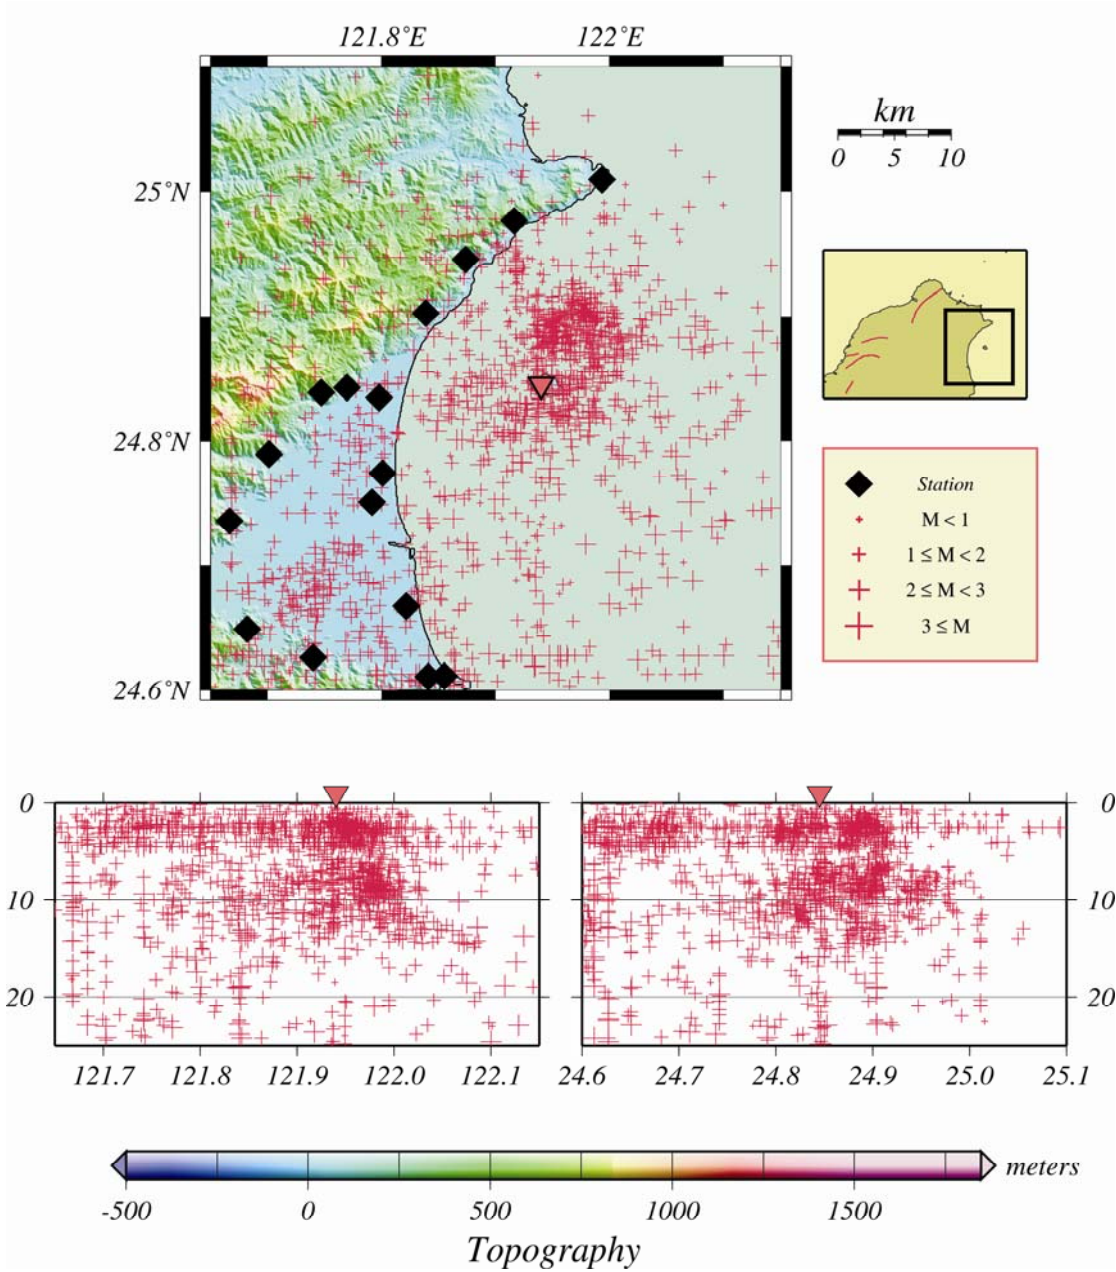 121.8°E 122°E
km
0 5 10
25°N
24.8°N
24.6°N
Station
M < 1
1 ≤ M < 2
2 ≤ M < 3
3 ≤ M
0 0
10 10
20 20
121.7 121.8 121.9 122.0 122.1 24.6 24.7 24.8 24.9 25.0 25.1
meters
-500 0 500 1000 1500
Topography